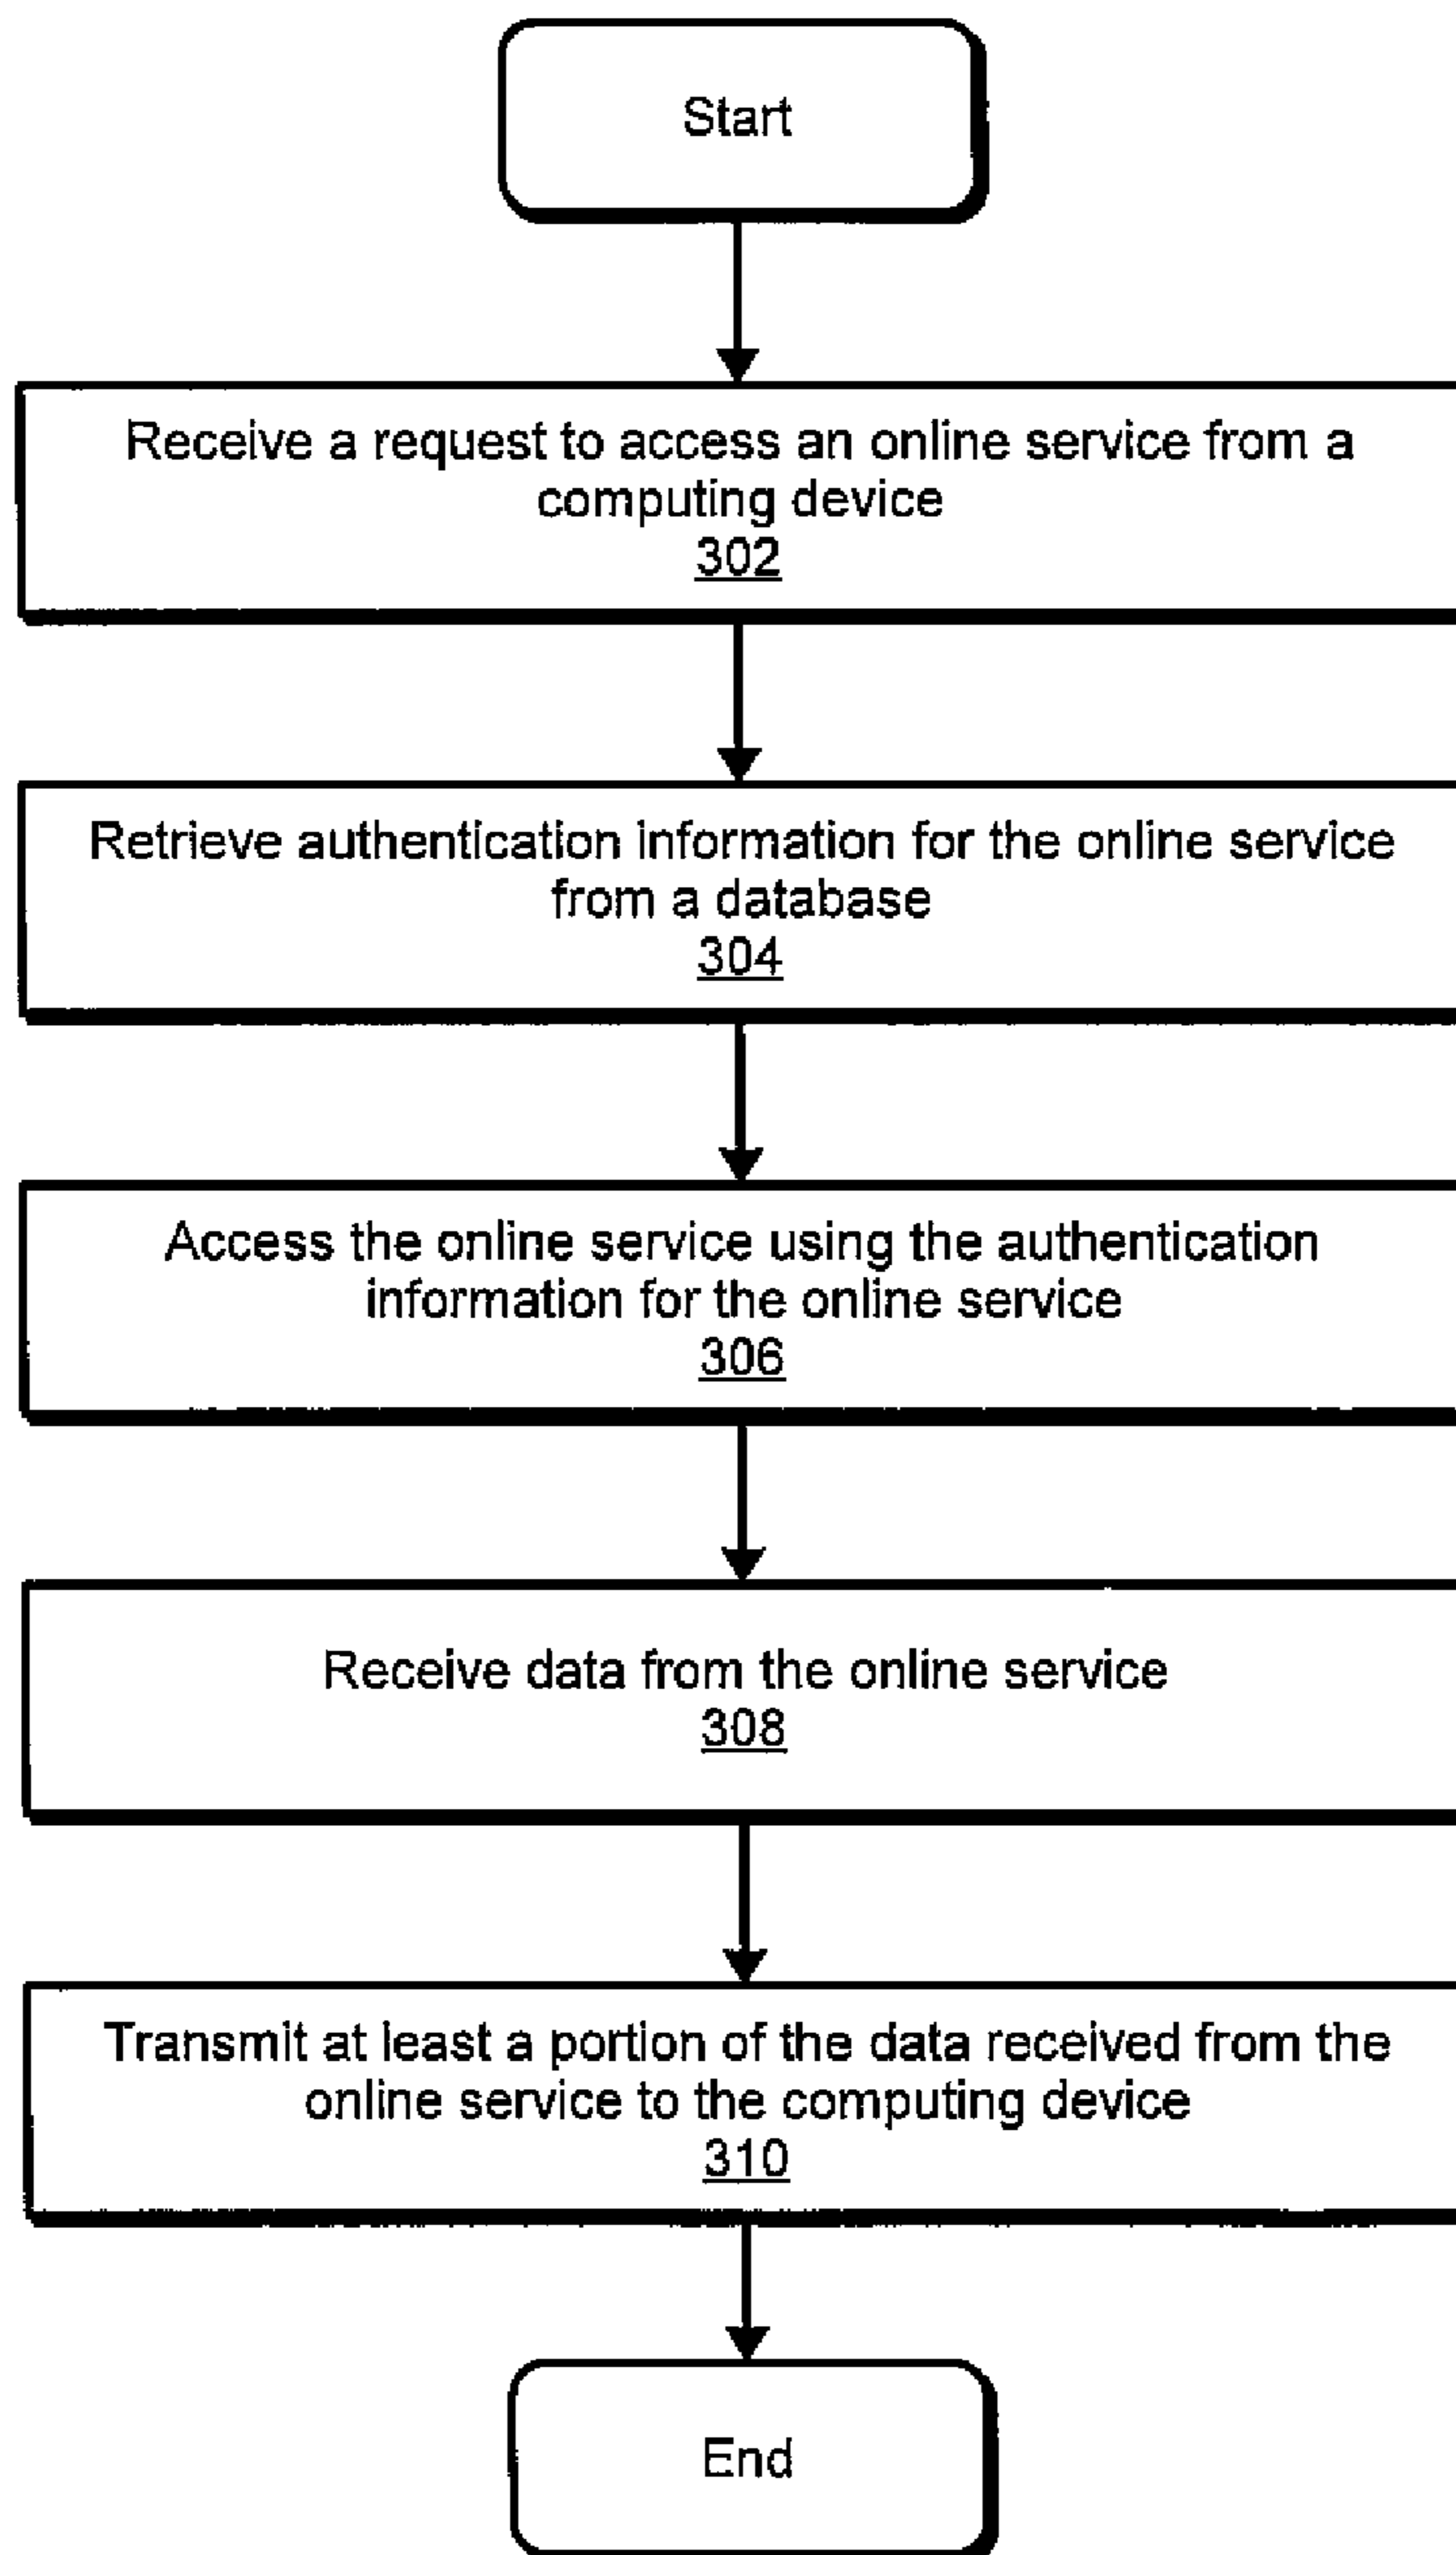 Start
Receive a request to access an online service from a
computing device
302
Retrieve authentication information for the online service
from a database
304
Access the online service using the authentication
information for the online service
306
Receive data from the online service
308
Transmit at least a portion of the data received from the
online service to the computing device
310
End